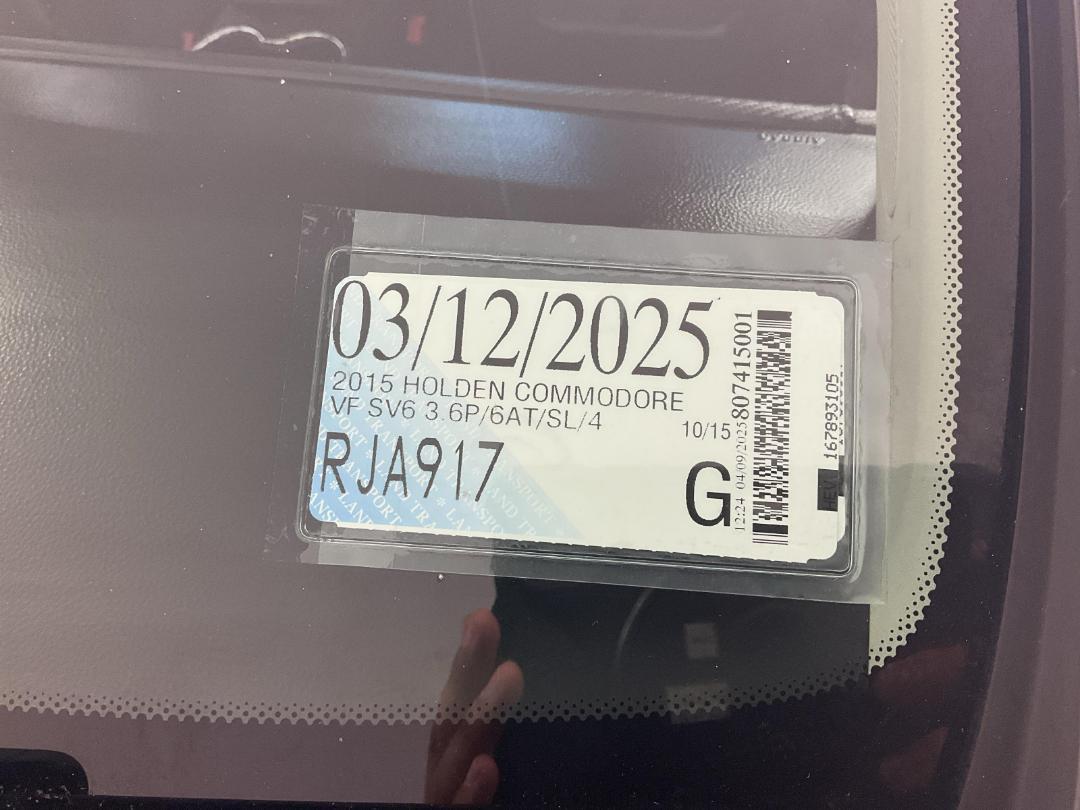 03/12/2025
2015 HOLDEN COMMODORE
VF SV6 3.6P/6AT/SL/4
10/15
RJA917
G
12:24 04/09/2025 807415001
167893105
REV